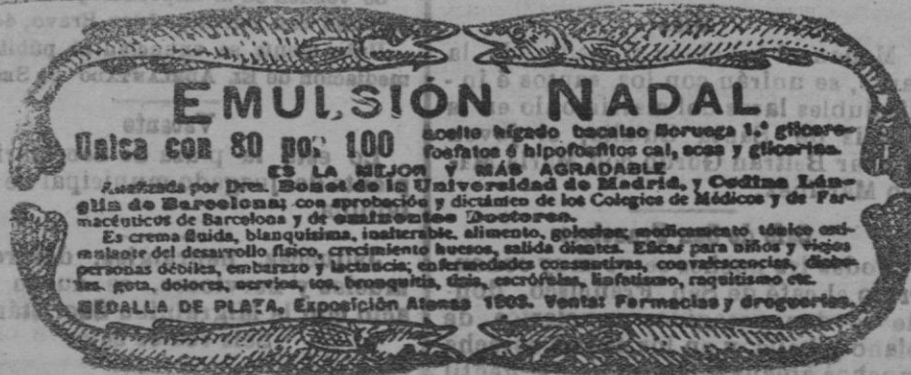 EMULSIÓN NADAL
Unica con 80 por 100
aceite hígado bacalao Noruega 1.ª glicero-
fosfatos é hipofosfitos cal, sosa y glicerina.
ES LA MEJOR Y MÁS AGRADABLE
Analizada por Dres. Bonet de la Universidad de Madrid, y Codina Län-
glin de Barcelona; con aprobación y dictámen de los Colegios de Médicos y de Far-
macéuticos de Barcelona y de eminentes Doctores.
Es crema fluida, blanquísima, inalterable, alimento, golosina; medicamento tónico esti-
mulante del desarrollo físico, crecimiento huesos, salida dientes. Eficaz para niños y viejos
personas débiles, embarazo y lactancia; enfermedades consuntivas, convalescencias, diabe-
tes, gota, dolores, nervios, tos, bronquitis, tisis, escrófulas, linfatismo, raquitismo etc.
MEDALLA DE PLATA, Exposición Atenas 1903. Venta: Farmacias y droguerías.